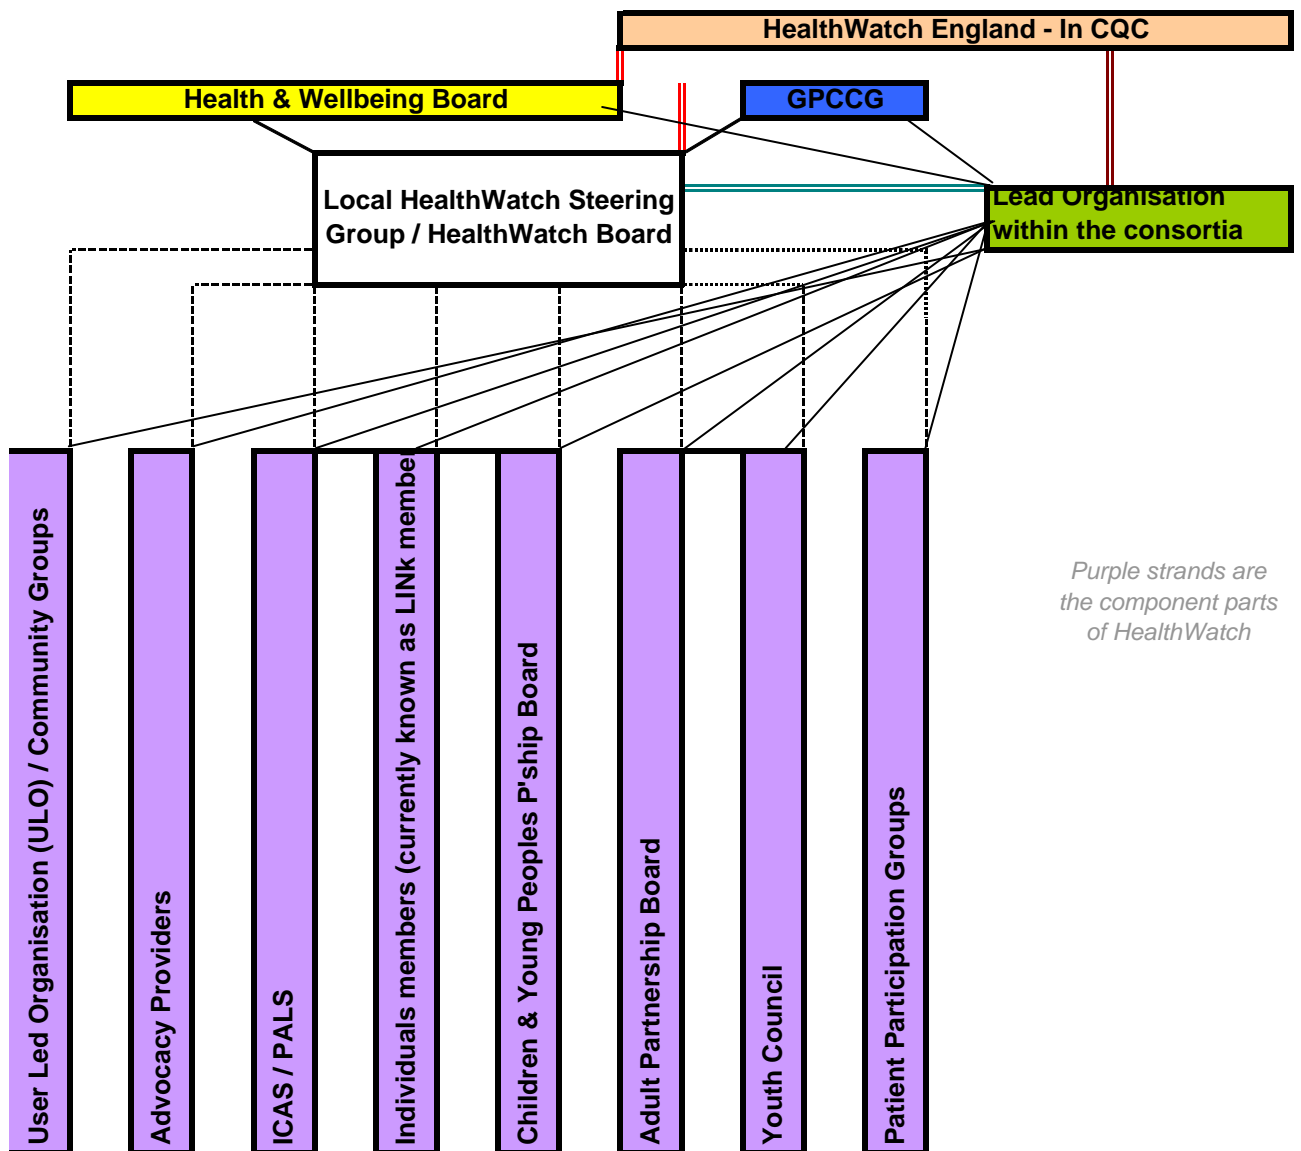 HealthWatch England - In CQC
Health & Wellbeing Board
GPCCG
Local HealthWatch Steering
Group / HealthWatch Board
Lead Organisation
within the consortia
User Led Organisation (ULO) / Community Groups
Advocacy Providers
ICAS / PALS
Individuals members (currently known as LINk member
Children & Young Peoples P'ship Board
Adult Partnership Board
Youth Council
Patient Participation Groups
Purple strands are
the component parts
of HealthWatch